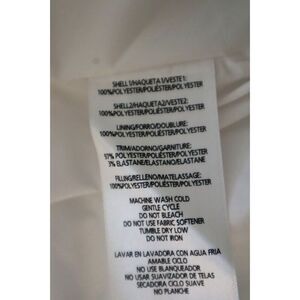 SHELL1/HAQUETA1/VESTE1:
100%POLYESTER/POLIÉSTER/POLYESTER
SHELL2/HAQUETA2/VESTE2:
100%POLYESTER/POLIÉSTER/POLYESTER
LINING/FORRO/DOUBLURE:
100%POLYESTER/POLIÉSTER/POLYESTER
TRIM/ADORNO/GARNITURE:
97%POLYESTER/POLIÉSTER/POLYESTER
3% ELASTANE/ELASTANO/ELASTANE
FILLING/RELLENO/MATELASSAGE:
100%POLYESTER/POLIÉSTER/POLYESTER
MACHINE WASH COLD
GENTLE CYCLE
DO NOT BLEACH
DO NOT USE FABRIC SOFTENER
TUMBLE DRY LOW
DO NOT IRON
LAVAR EN LAVADORA CON AGUA FRIA
AMABLE CICLO
NO USE BLANQUEADOR
NO USAR SUAVIZADOR DE TELAS
SECADORA CICLO SUAVE
NO PLANCHE